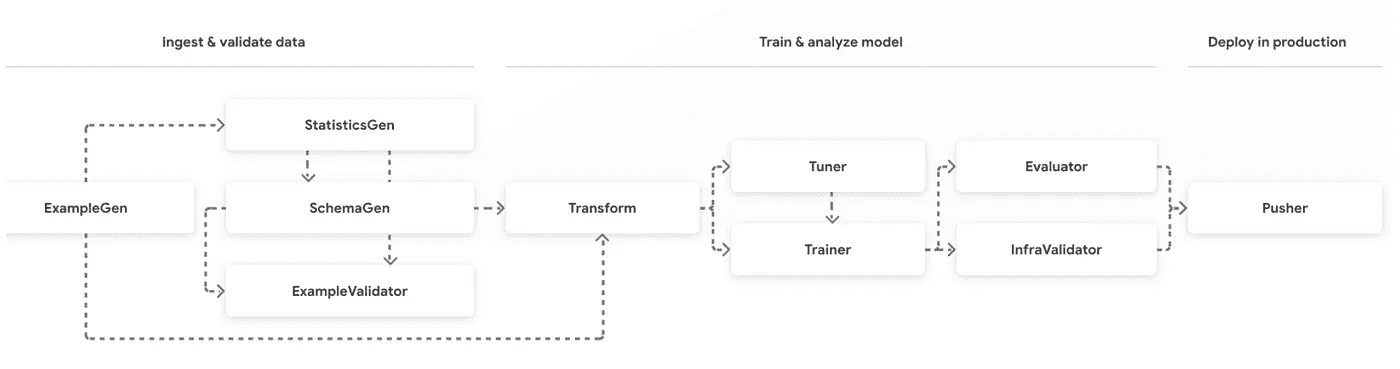 Ingest & validate data
Train & analyze model
Deploy in production
StatisticsGen
Tuner
Evaluator
ExampleGen
SchemaGen
Transform
Pusher
Trainer
InfraValidator
ExampleValidator